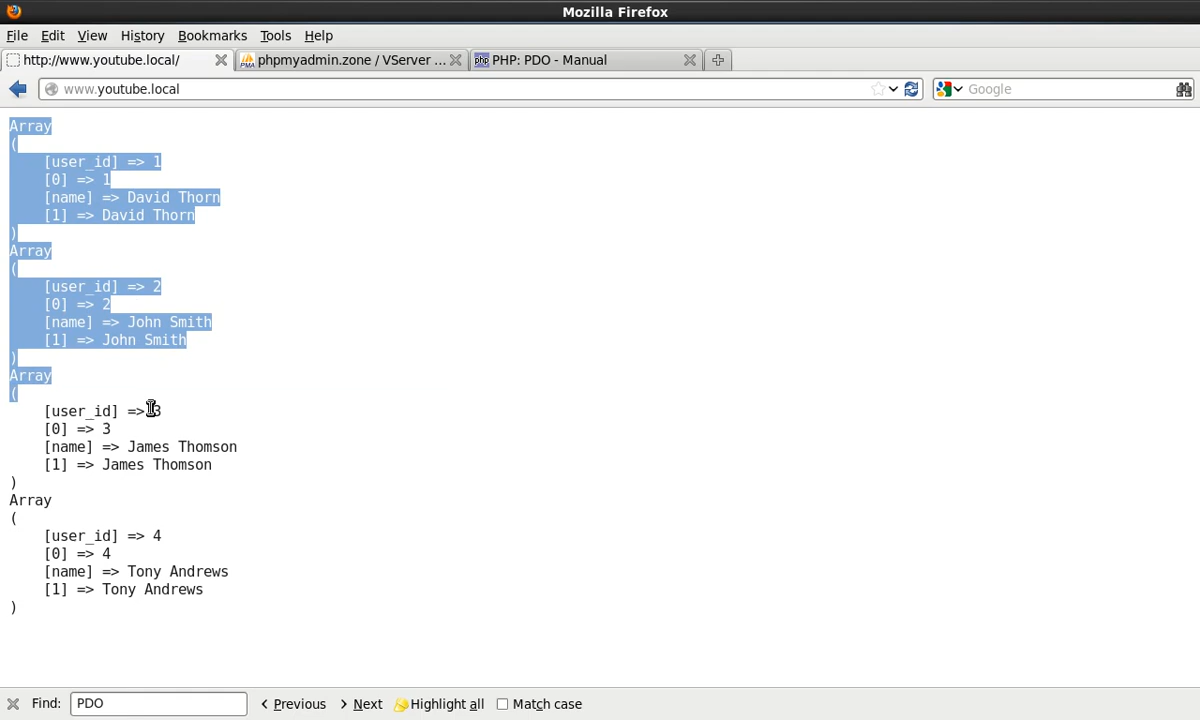 Mozilla Firefox
File Edit View History Bookmarks Tools Help
http://www.youtube.local/ phpmyadmin.zone / VServer ... PHP: PDO - Manual
www.youtube.local Google
Array
(
[user_id] => 1
[0] => 1
[name] => David Thorn
[1] => David Thorn
)
Array
(
[user_id] => 2
[0] => 2
[name] => John Smith
[1] => John Smith
)
Array
(
[user_id] => 3
[0] => 3
[name] => James Thomson
[1] => James Thomson
)
Array
(
[user_id] => 4
[0] => 4
[name] => Tony Andrews
[1] => Tony Andrews
)
Find: PDO < Previous > Next Highlight all Match case